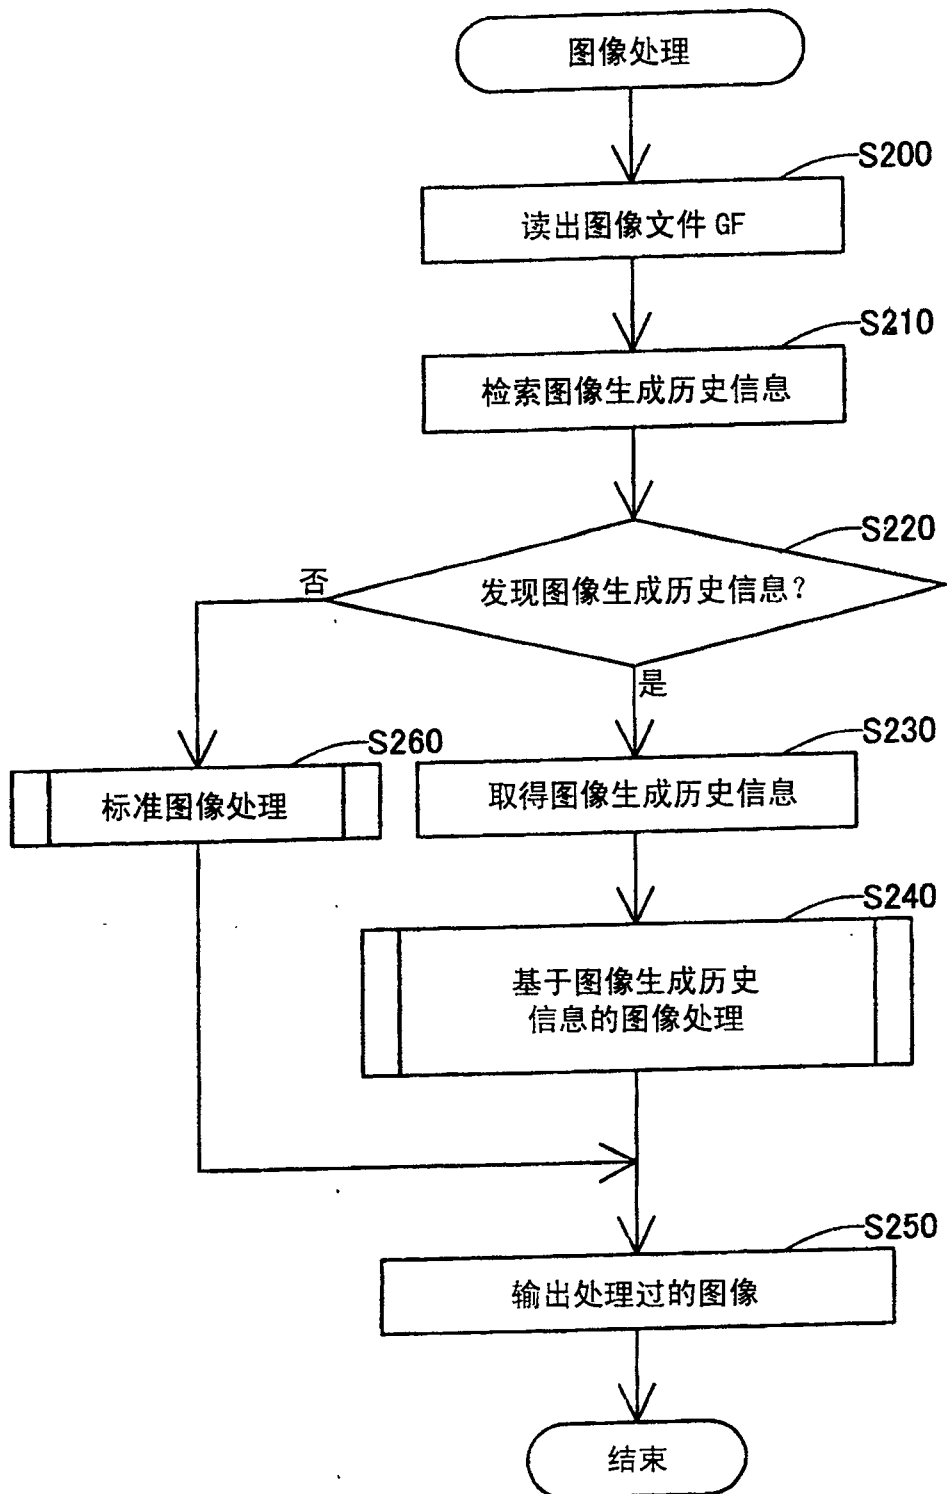 图像处理
S200
读出图像文件 GF
S210
检索图像生成历史信息
S220
发现图像生成历史信息?
否
是
S260
标准图像处理
S230
取得图像生成历史信息
S240
基于图像生成历史
信息的图像处理
S250
输出处理过的图像
结束